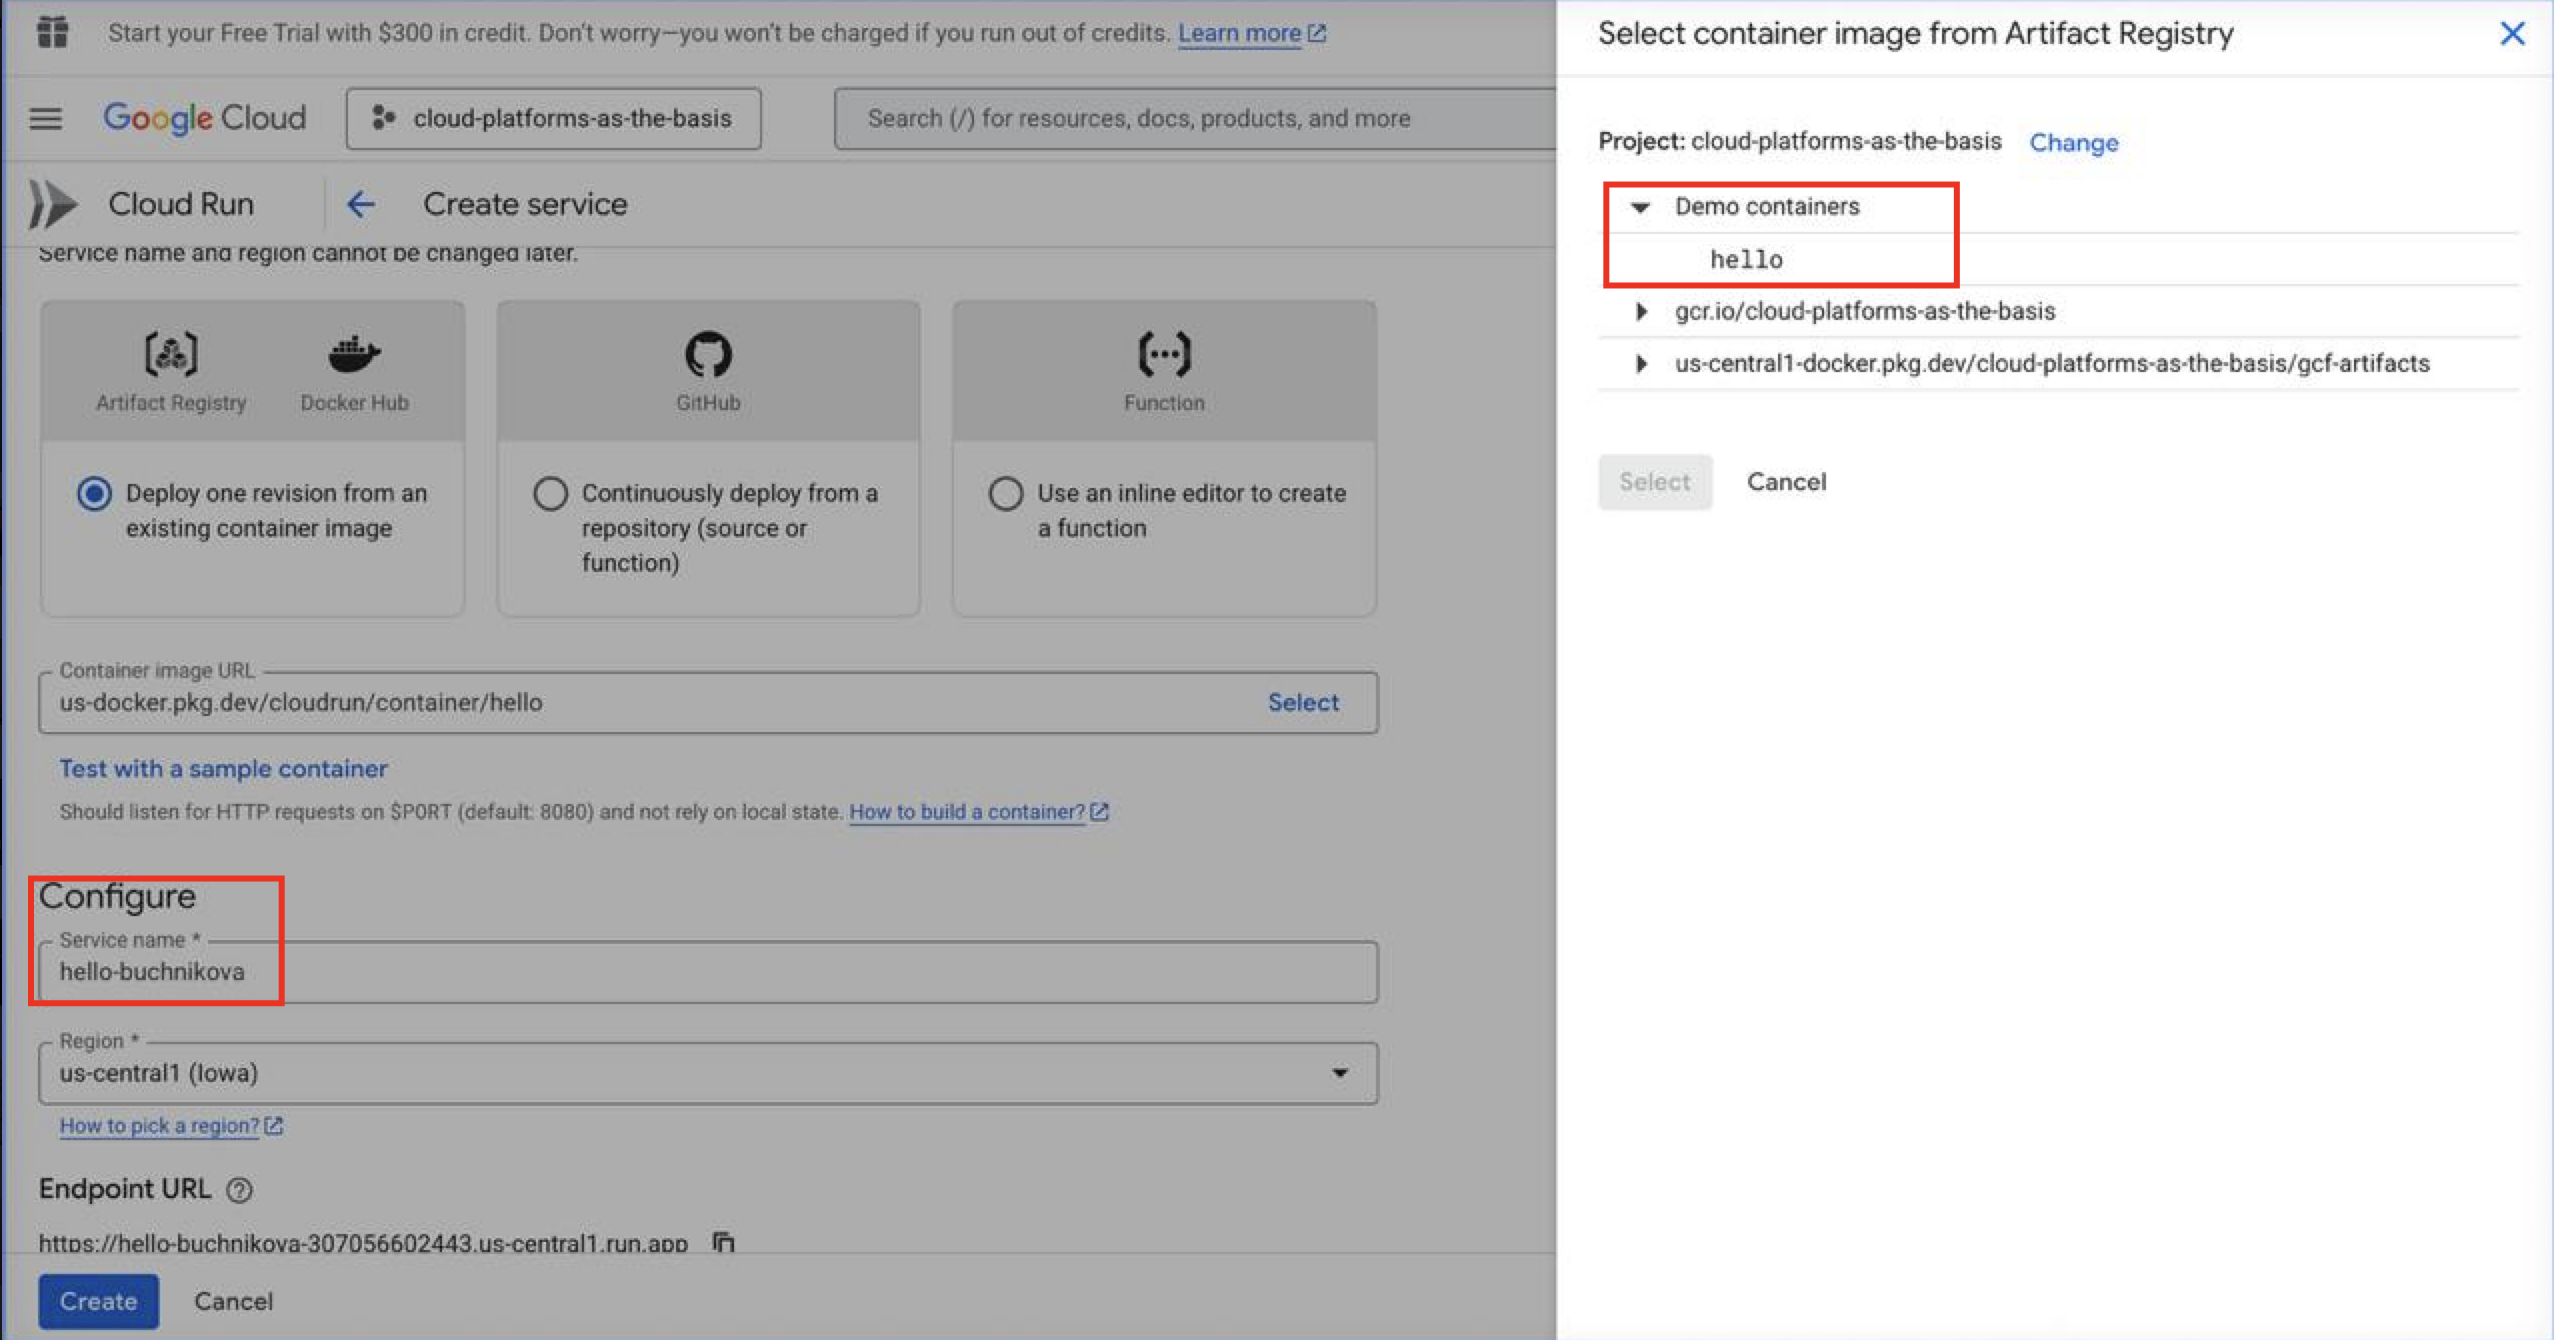 Start your Free Trial with $300 in credit. Don't worry—you won't be charged if you run out of credits. Learn more
Google Cloud
cloud-platforms-as-the-basis
Search (/) for resources, docs, products, and more
Cloud Run
Create service
Service name and region cannot be changed later.
Artifact Registry
Docker Hub
GitHub
Function
Deploy one revision from an
existing container image
Continuously deploy from a
repository (source or
function)
Use an inline editor to create
a function
Container image URL
us-docker.pkg.dev/cloudrun/container/hello
Select
Test with a sample container
Should listen for HTTP requests on $PORT (default: 8080) and not rely on local state. How to build a container?
Configure
Service name *
hello-buchnikova
Region *
us-central1 (Iowa)
How to pick a region?
Endpoint URL
https://hello-buchnikova-307056602443.us-central1.run.app
Create
Cancel
Select container image from Artifact Registry
Project: cloud-platforms-as-the-basis Change
Demo containers
hello
gcr.io/cloud-platforms-as-the-basis
us-central1-docker.pkg.dev/cloud-platforms-as-the-basis/gcf-artifacts
Select
Cancel